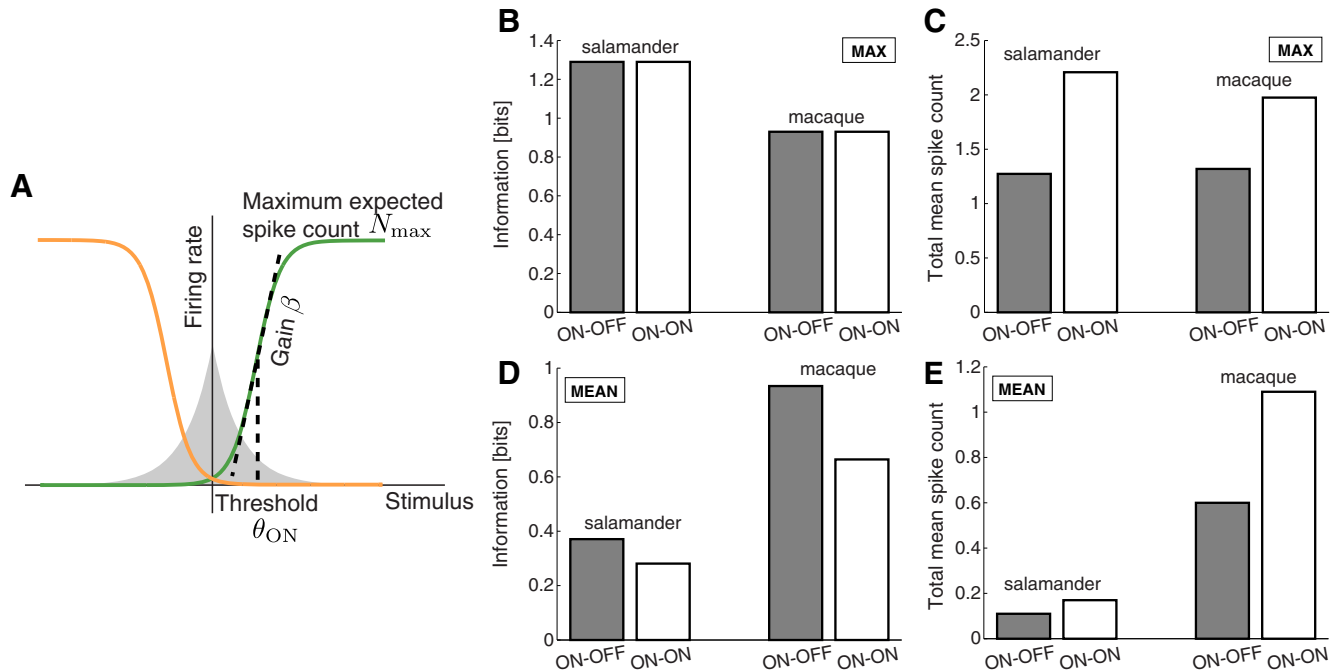 A
Maximum expected
spike count N_max
Firing rate
Gain β
Threshold
θ_ON
Stimulus
B
MAX
Information [bits]
1.4
1.2
1
0.8
0.6
0.4
0.2
0
salamander
macaque
ON-OFF ON-ON ON-OFF ON-ON
C
MAX
Total mean spike count
2.5
2
1.5
1
0.5
0
salamander
macaque
ON-OFF ON-ON ON-OFF ON-ON
D
MEAN
Information [bits]
1
0.8
0.6
0.4
0.2
0
macaque
salamander
ON-OFF ON-ON ON-OFF ON-ON
E
MEAN
Total mean spike count
1.2
1
0.8
0.6
0.4
0.2
0
macaque
salamander
ON-OFF ON-ON ON-OFF ON-ON